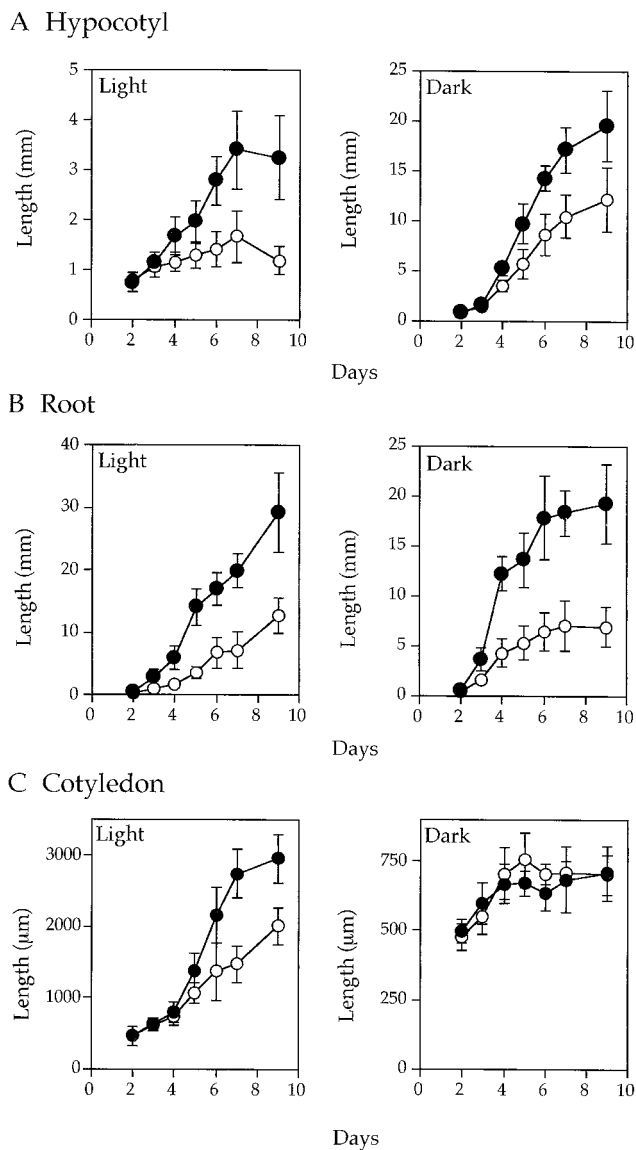 A Hypocotyl
Light
Length (mm)
5
4
3
2
1
0
0 2 4 6 8 10
Dark
Length (mm)
25
20
15
10
5
0
0 2 4 6 8 10
Days
B Root
Light
Length (mm)
40
30
20
10
0
0 2 4 6 8 10
Dark
Length (mm)
25
20
15
10
5
0
0 2 4 6 8 10
Days
C Cotyledon
Light
Length (μm)
3000
2000
1000
0
0 2 4 6 8 10
Dark
Length (μm)
750
500
250
0
0 2 4 6 8 10
Days